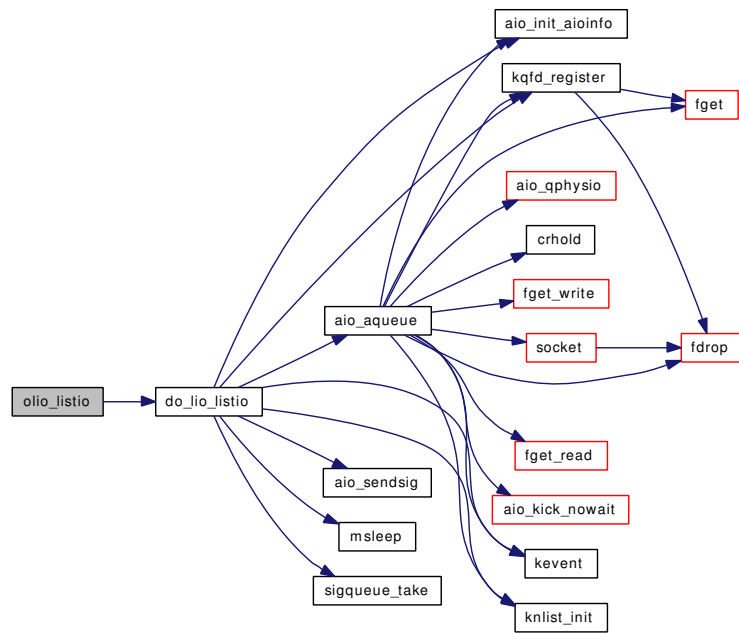 aio_init_aioinfo
kqfd_register
fget
aio_qphysio
crhold
fget_write
aio_aqueue
socket
fdrop
olio_listio
do_lio_listio
fget_read
aio_sendsig
aio_kick_nowait
msleep
kevent
sigqueue_take
knlist_init